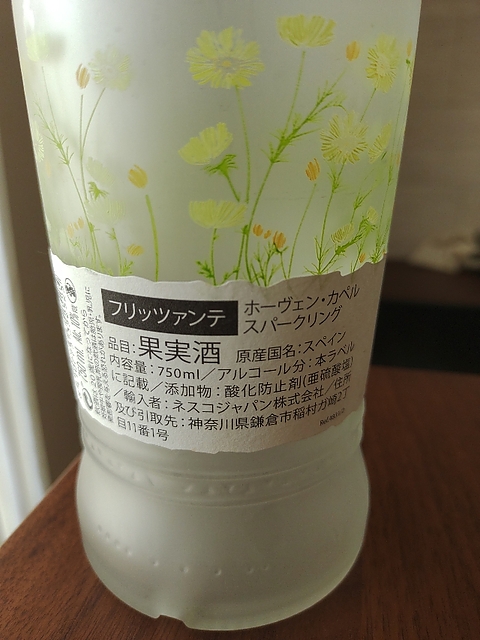 フリッツァンテ
ホーヴェン・カペル
スパークリング
品目：果実酒 原産国名：スペイン
内容量：750ml／アルコール分：本ラベル
に記載／添加物：酸化防止剤(亜硫酸塩)
／輸入者：ネスコジャパン株式会社／住所
及び引取先：神奈川県鎌倉市稲村ガ崎2丁
目11番1号